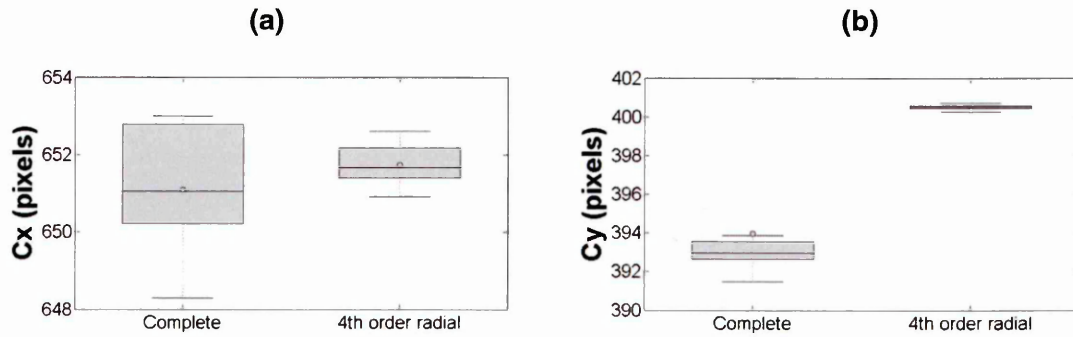 (a)
(b)
Cx (pixels)
654
652
650
648
Complete
4th order radial
Cy (pixels)
402
400
398
396
394
392
390
Complete
4th order radial